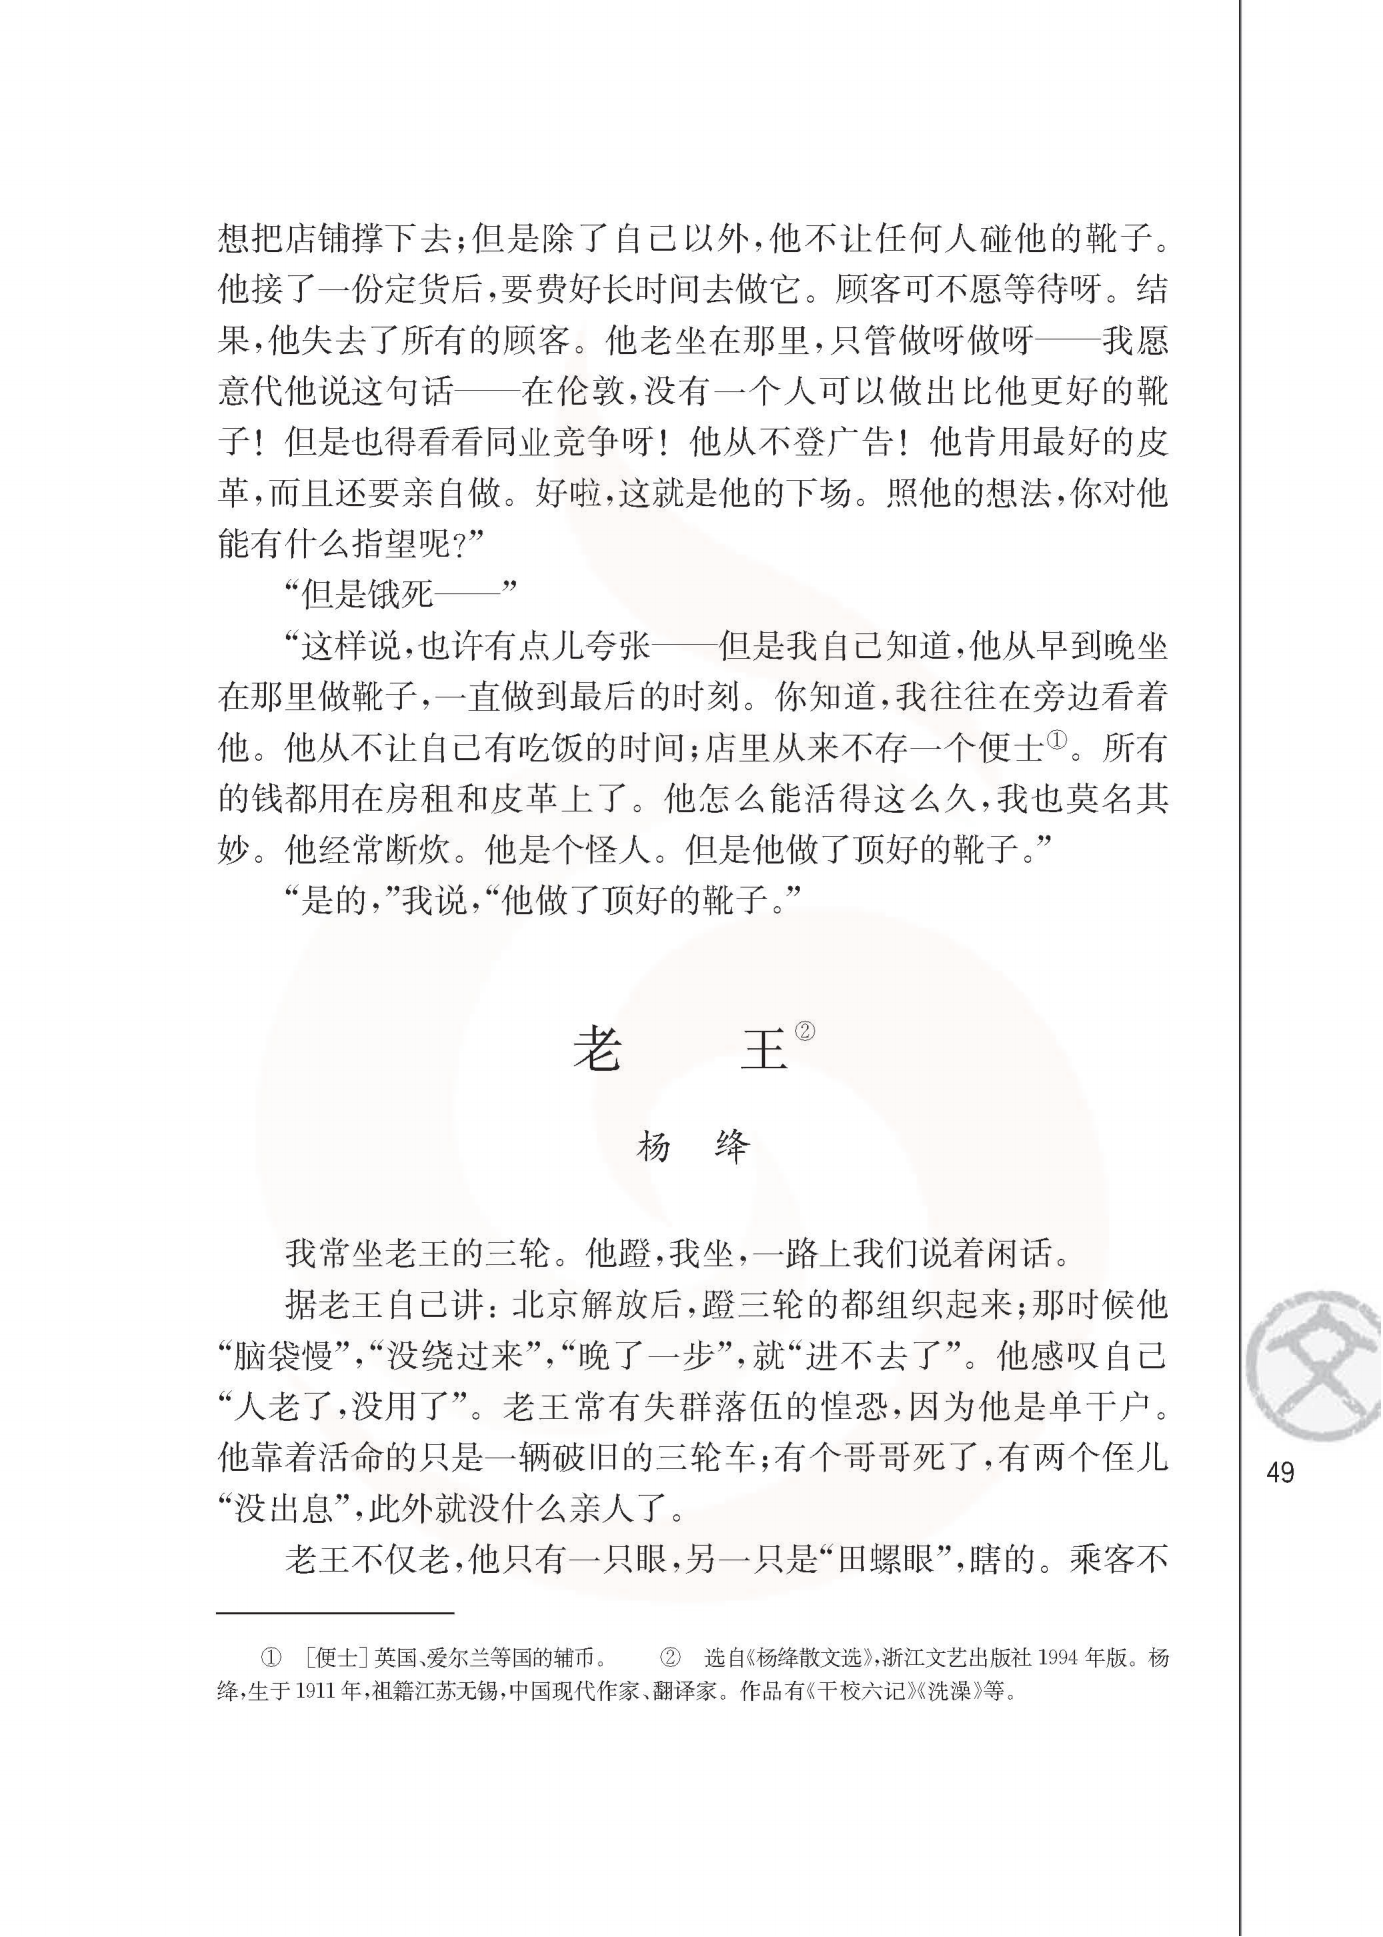 想把店铺撑下去;但是除了自己以外,他不让任何人碰他的靴子。
他接了一份定货后,要费好长时间去做它。顾客可不愿等待呀。结
果,他失去了所有的顾客。他老坐在那里,只管做呀做呀——我愿
意代他说这句话——在伦敦,没有一个人可以做出比他更好的靴
子!但是也得看看同业竞争呀!他从不登广告!他肯用最好的皮
革,而且还要亲自做。好啦,这就是他的下场。照他的想法,你对他
能有什么指望呢?”
“但是饿死——”
“这样说,也许有点儿夸张——但是我自己知道,他从早到晚坐
在那里做靴子,一直做到最后的时刻。你知道,我往往在旁边看着
他。他从不让自己有吃饭的时间;店里从来不存一个便士①。所有
的钱都用在房租和皮革上了。他怎么能活得这么久,我也莫名其
妙。他经常断炊。他是个怪人。但是他做了顶好的靴子。”
“是的,”我说,“他做了顶好的靴子。”
老 王②
杨 绛
我常坐老王的三轮。他蹬,我坐,一路上我们说着闲话。
据老王自己讲:北京解放后,蹬三轮的都组织起来;那时候他
“脑袋慢”,“没绕过来”,“晚了一步”,就“进不去了”。他感叹自己
“人老了,没用了”。老王常有失群落伍的惶恐,因为他是单干户。
他靠着活命的只是一辆破旧的三轮车;有个哥哥死了,有两个侄儿
“没出息”,此外就没什么亲人了。
老王不仅老,他只有一只眼,另一只是“田螺眼”,瞎的。乘客不
① [便士]英国、爱尔兰等国的辅币。 ② 选自《杨绛散文选》,浙江文艺出版社1994年版。杨
绛,生于1911年,祖籍江苏无锡,中国现代作家、翻译家。作品有《干校六记》《洗澡》等。
文
49